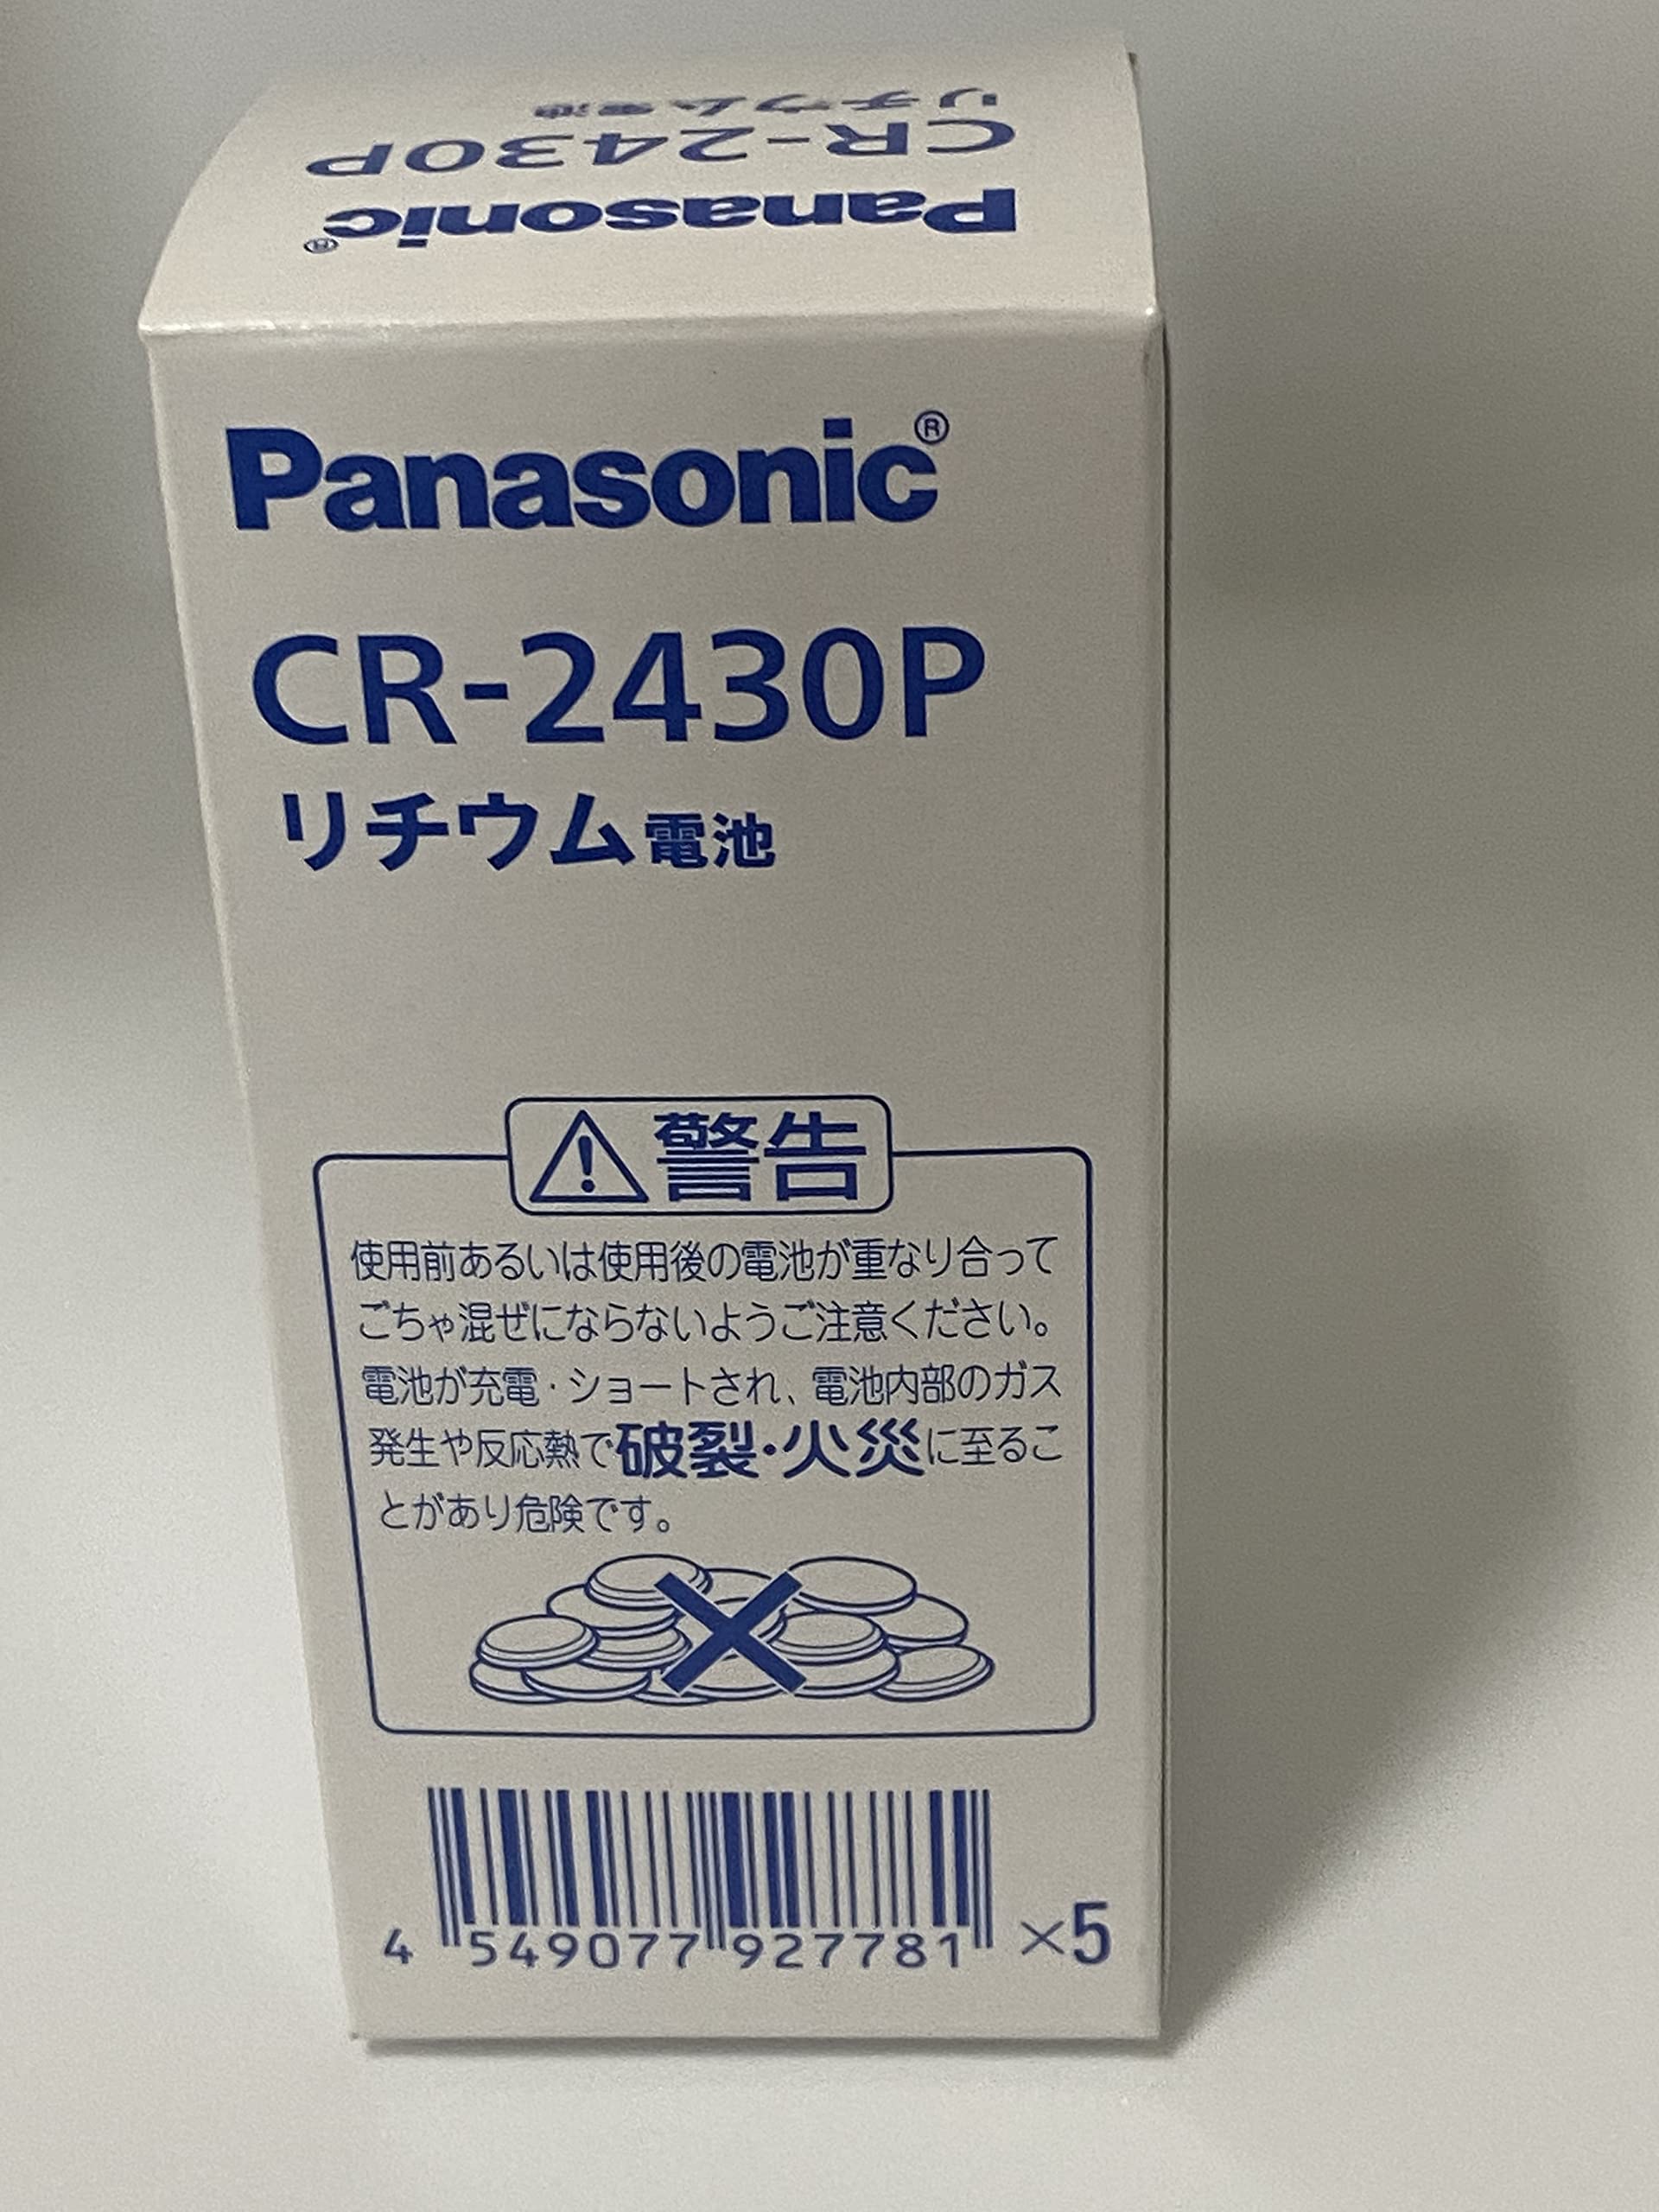 リチウム電池
CR-2430P
Panasonic®
Panasonic®
CR-2430P
リチウム電池
警告
使用前あるいは使用後の電池が重なり合って
ごちゃ混ぜにならないようご注意ください。
電池が充電・ショートされ、電池内部のガス
発生や反応熱で破裂・火災に至るこ
とがあり危険です。
4 549077 927781 ×5